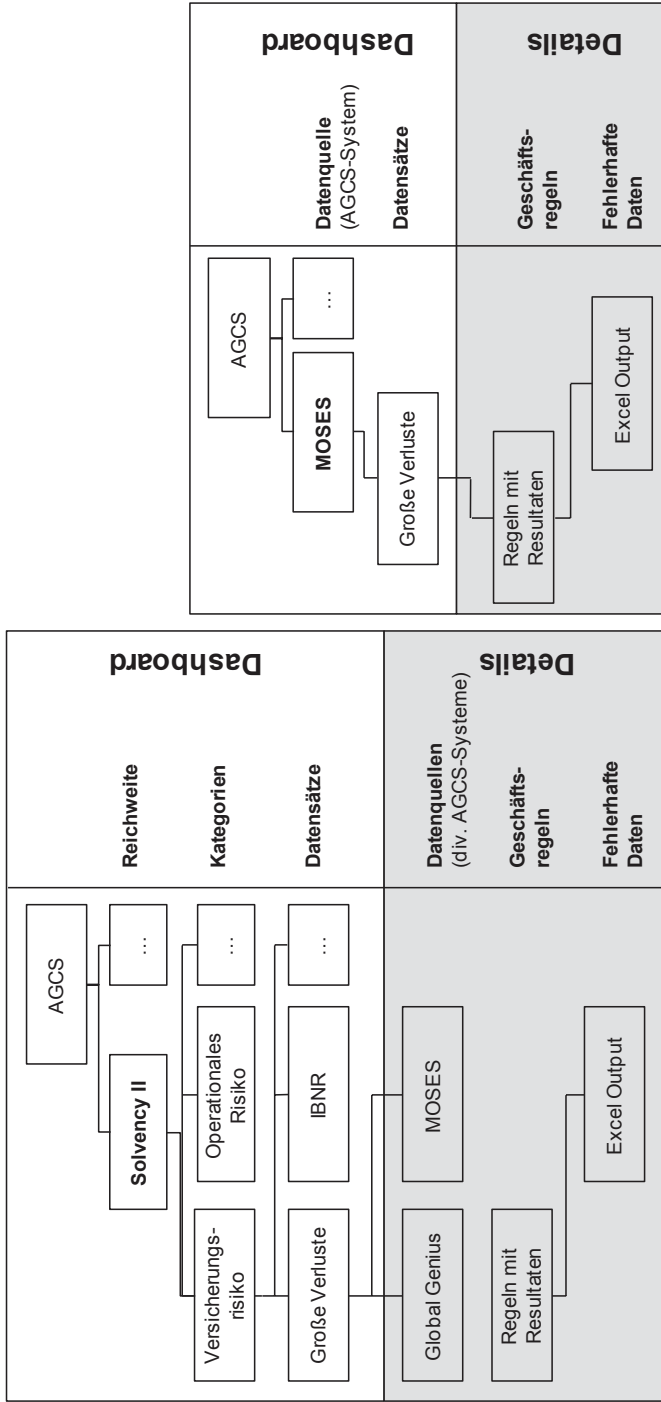 AGCS
Solvency II
…
Reichweite
Versicherungs-
risiko
Operationales
Risiko
…
Kategorien
Große Verluste
IBNR
…
Datensätze
Dashboard
Global Genius
MOSES
Datenquellen
(div. AGCS-Systeme)
Regeln mit
Resultaten
Geschäfts-
regeln
Excel Output
Fehlerhafte
Daten
Details
AGCS
MOSES
…
Datenquelle
(AGCS-System)
Große Verluste
Datensätze
Dashboard
Regeln mit
Resultaten
Geschäfts-
regeln
Excel Output
Fehlerhafte
Daten
Details